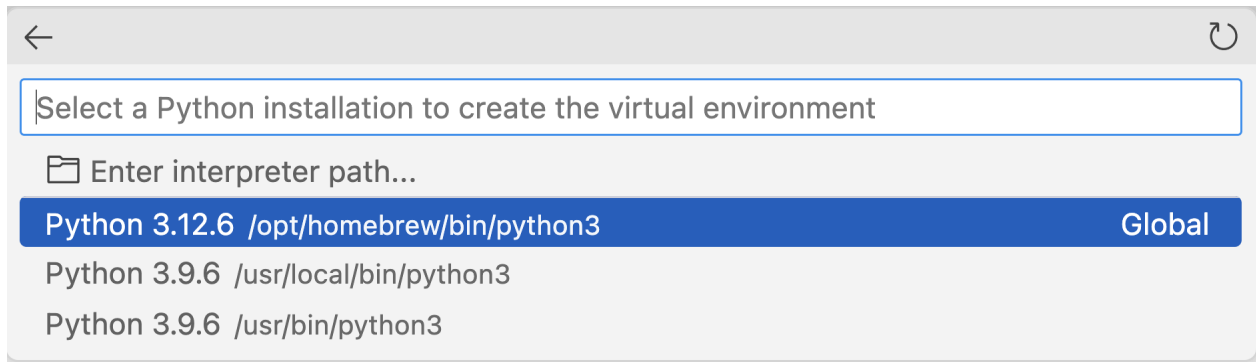 Select a Python installation to create the virtual environment
Enter interpreter path...
Python 3.12.6 /opt/homebrew/bin/python3 Global
Python 3.9.6 /usr/local/bin/python3
Python 3.9.6 /usr/bin/python3